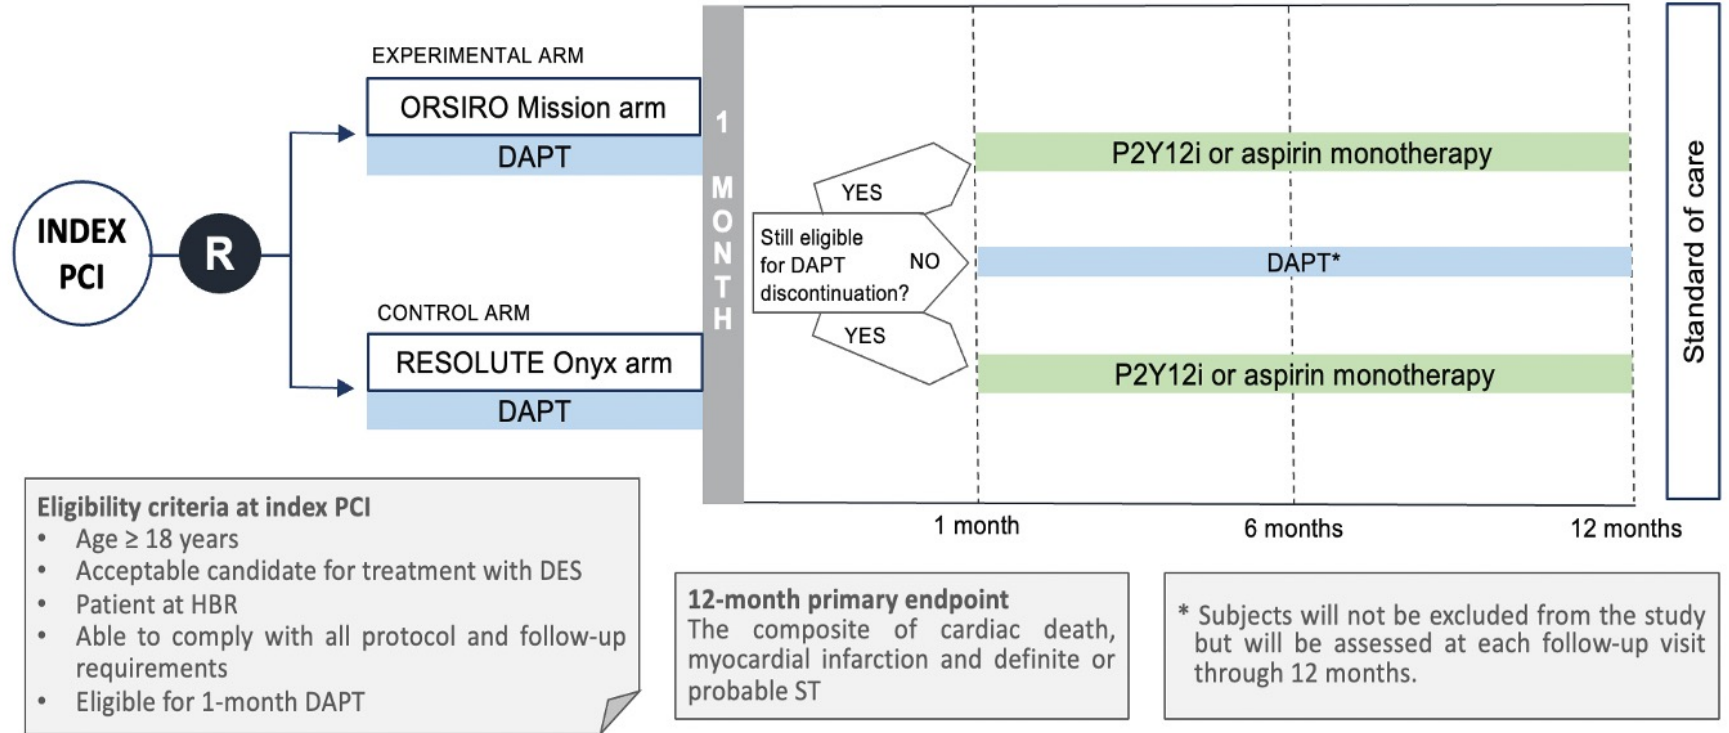 EXPERIMENTAL ARM
ORSIRO Mission arm
DAPT
INDEX
PCI
R
CONTROL ARM
RESOLUTE Onyx arm
DAPT
1
MONTH
YES
Still eligible
for DAPT NO
discontinuation?
YES
P2Y12i or aspirin monotherapy
DAPT*
P2Y12i or aspirin monotherapy
1 month
6 months
12 months
Standard of care
Eligibility criteria at index PCI
• Age ≥ 18 years
• Acceptable candidate for treatment with DES
• Patient at HBR
• Able to comply with all protocol and follow-up
requirements
• Eligible for 1-month DAPT
12-month primary endpoint
The composite of cardiac death,
myocardial infarction and definite or
probable ST
* Subjects will not be excluded from the study
but will be assessed at each follow-up visit
through 12 months.